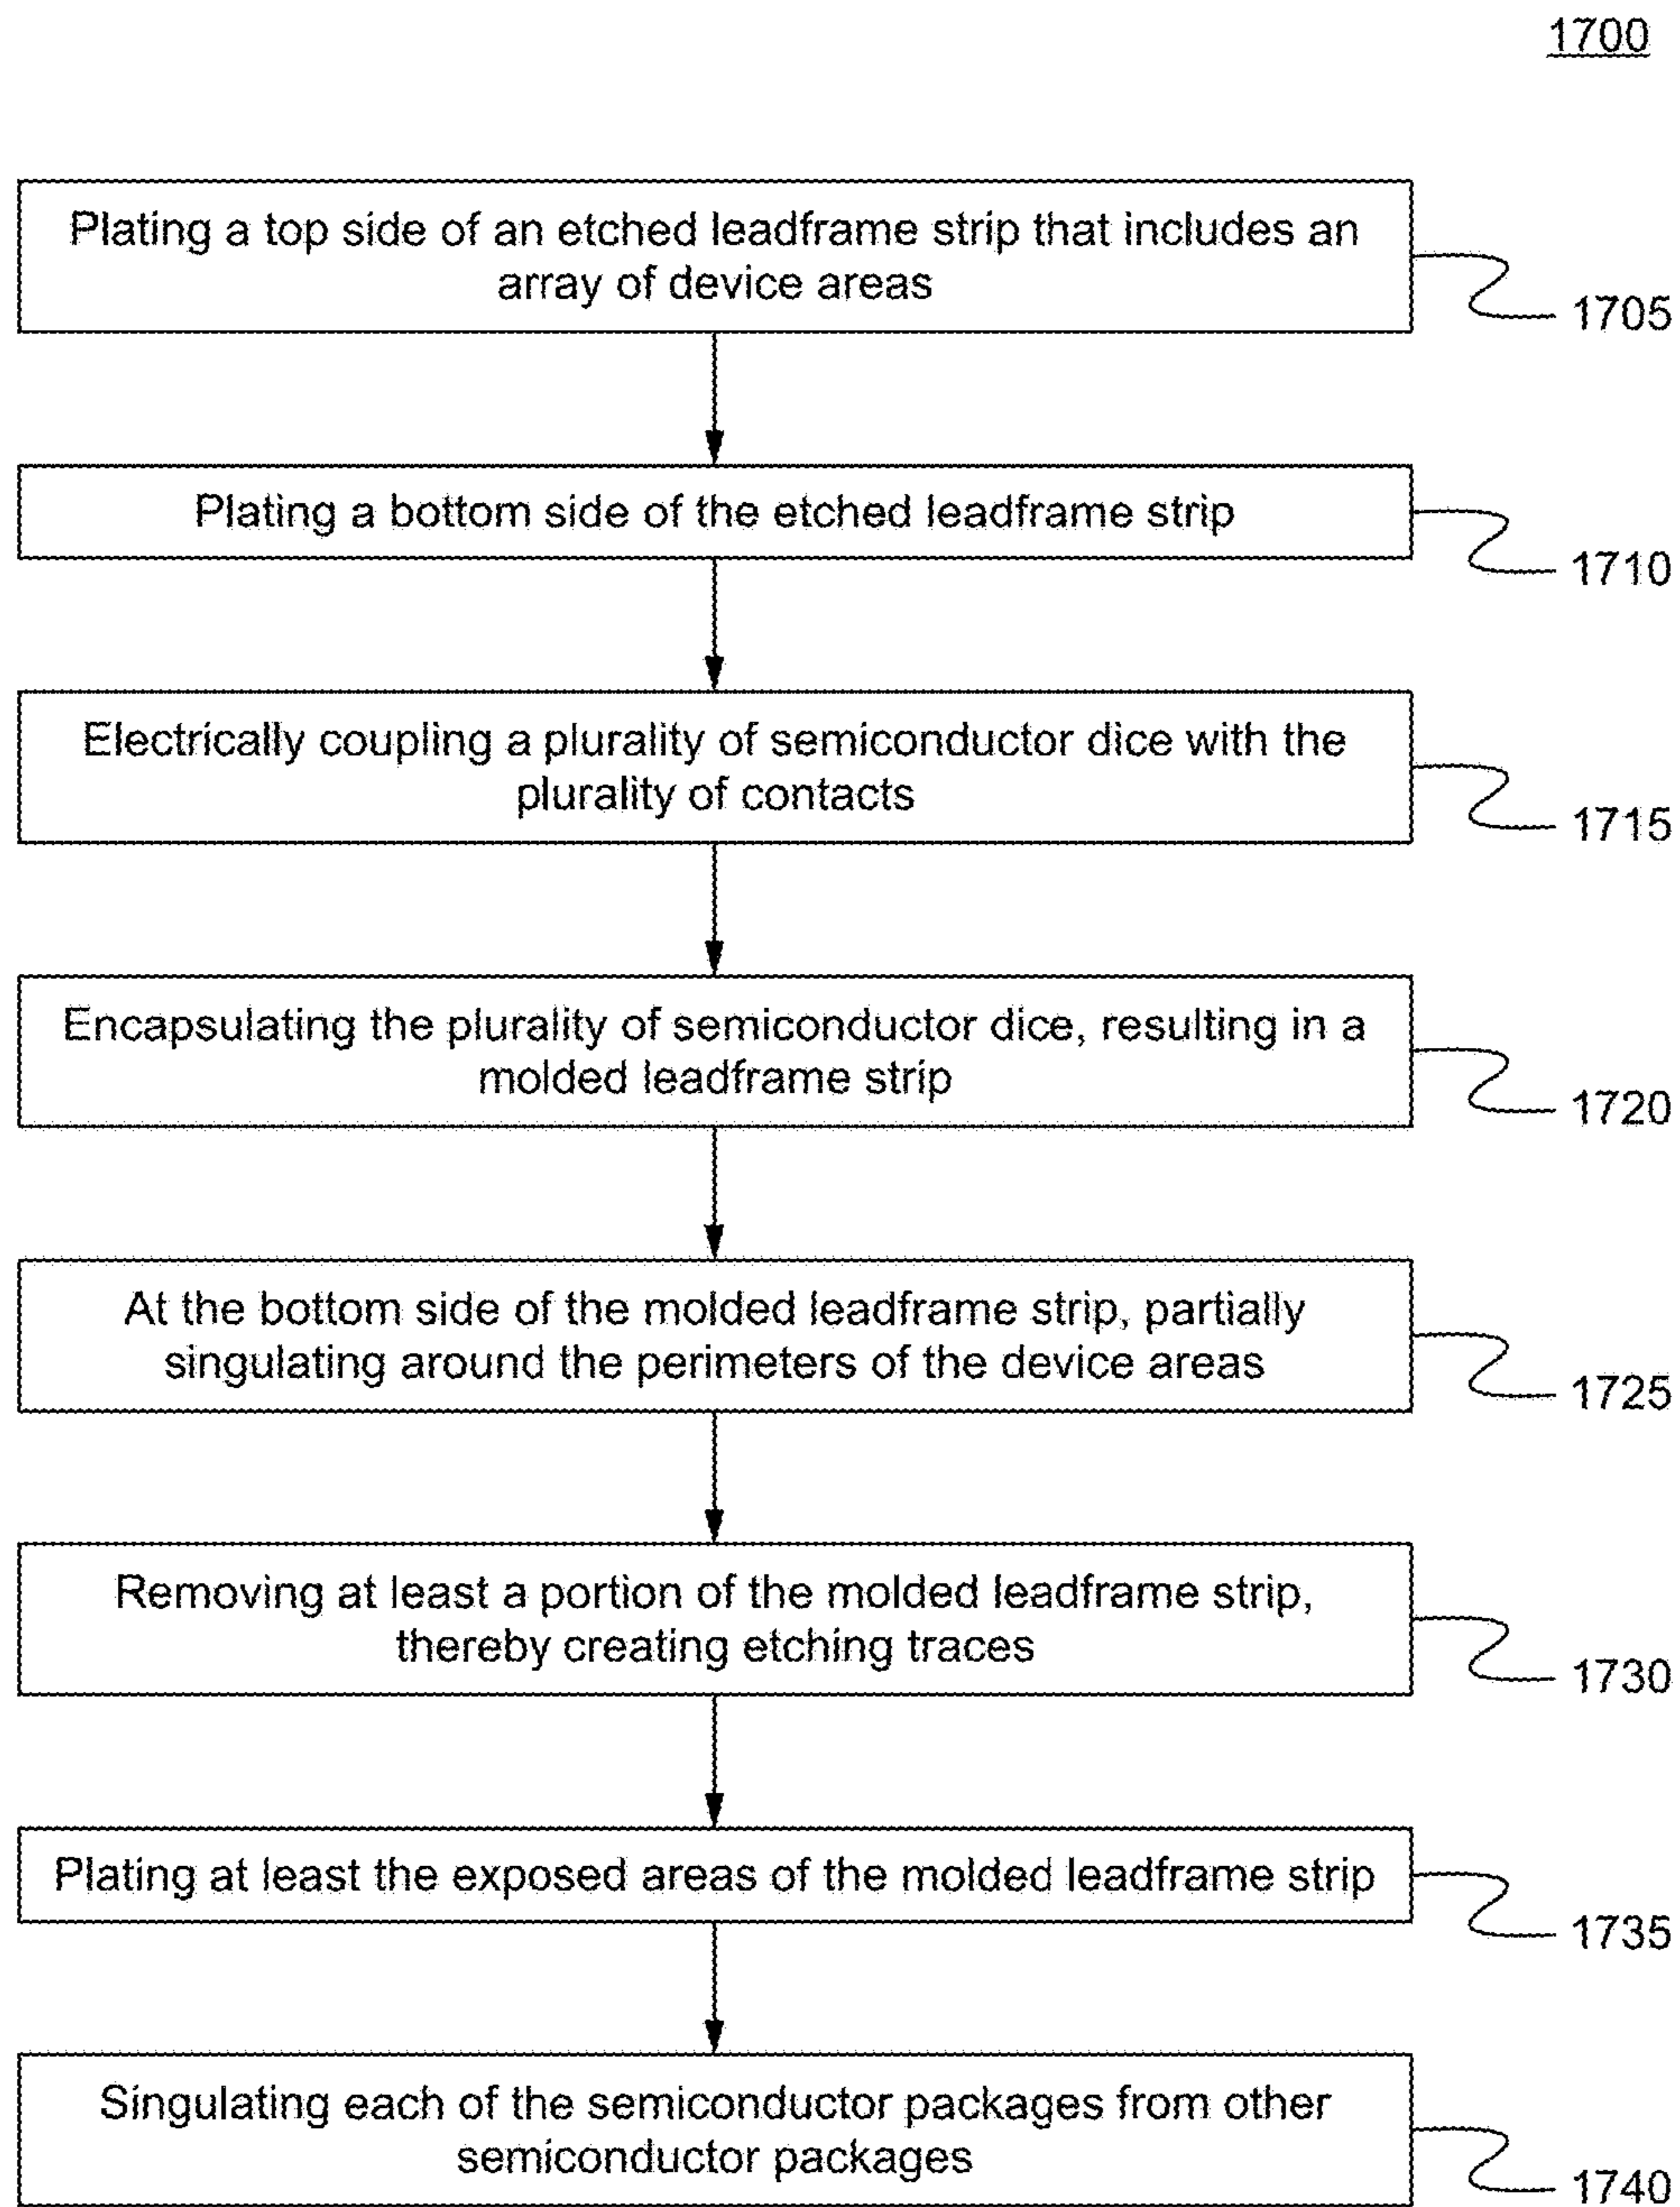 1700
Plating a top side of an etched leadframe strip that includes an
array of device areas
1705
Plating a bottom side of the etched leadframe strip
1710
Electrically coupling a plurality of semiconductor dice with the
plurality of contacts
1715
Encapsulating the plurality of semiconductor dice, resulting in a
molded leadframe strip
1720
At the bottom side of the molded leadframe strip, partially
singulating around the perimeters of the device areas
1725
Removing at least a portion of the molded leadframe strip,
thereby creating etching traces
1730
Plating at least the exposed areas of the molded leadframe strip
1735
Singulating each of the semiconductor packages from other
semiconductor packages
1740